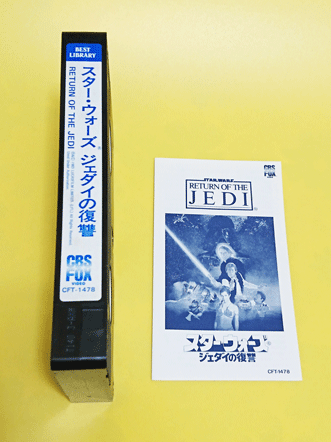 BEST
LIBRARY
スター・ウォーズ ジェダイの復讐
RETURN OF THE JEDI
CBS
FOX
VIDEO
CFT-1478
STAR WARS
RETURN OF THE
JEDI
CBS
FOX
スター・ウォーズ
ジェダイの復讐
CFT-1478